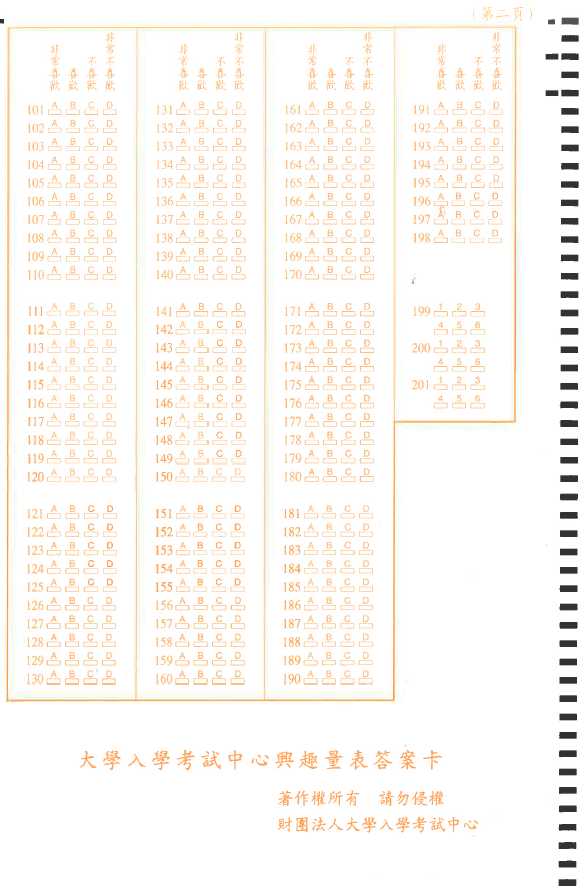 （第二頁）
非常喜歡 喜歡 不喜歡 非常不喜歡
101 A B C D
102 A B C D
103 A B C D
104 A B C D
105 A B C D
106 A B C D
107 A B C D
108 A B C D
109 A B C D
110 A B C D
111 A B C D
112 A B C D
113 A B C D
114 A B C D
115 A B C D
116 A B C D
117 A B C D
118 A B C D
119 A B C D
120 A B C D
121 A B C D
122 A B C D
123 A B C D
124 A B C D
125 A B C D
126 A B C D
127 A B C D
128 A B C D
129 A B C D
130 A B C D
非常喜歡 喜歡 不喜歡 非常不喜歡
131 A B C D
132 A B C D
133 A B C D
134 A B C D
135 A B C D
136 A B C D
137 A B C D
138 A B C D
139 A B C D
140 A B C D
141 A B C D
142 A B C D
143 A B C D
144 A B C D
145 A B C D
146 A B C D
147 A B C D
148 A B C D
149 A B C D
150 A B C D
151 A B C D
152 A B C D
153 A B C D
154 A B C D
155 A B C D
156 A B C D
157 A B C D
158 A B C D
159 A B C D
160 A B C D
非常喜歡 喜歡 不喜歡 非常不喜歡
161 A B C D
162 A B C D
163 A B C D
164 A B C D
165 A B C D
166 A B C D
167 A B C D
168 A B C D
169 A B C D
170 A B C D
171 A B C D
172 A B C D
173 A B C D
174 A B C D
175 A B C D
176 A B C D
177 A B C D
178 A B C D
179 A B C D
180 A B C D
181 A B C D
182 A B C D
183 A B C D
184 A B C D
185 A B C D
186 A B C D
187 A B C D
188 A B C D
189 A B C D
190 A B C D
非常喜歡 喜歡 不喜歡 非常不喜歡
191 A B C D
192 A B C D
193 A B C D
194 A B C D
195 A B C D
196 A B C D
197 A B C D
198 A B C D
199 1 2 3
4 5 6
200 1 2 3
4 5 6
201 1 2 3
4 5 6
大學入學考試中心興趣量表答案卡
著作權所有　請勿侵權
財團法人大學入學考試中心